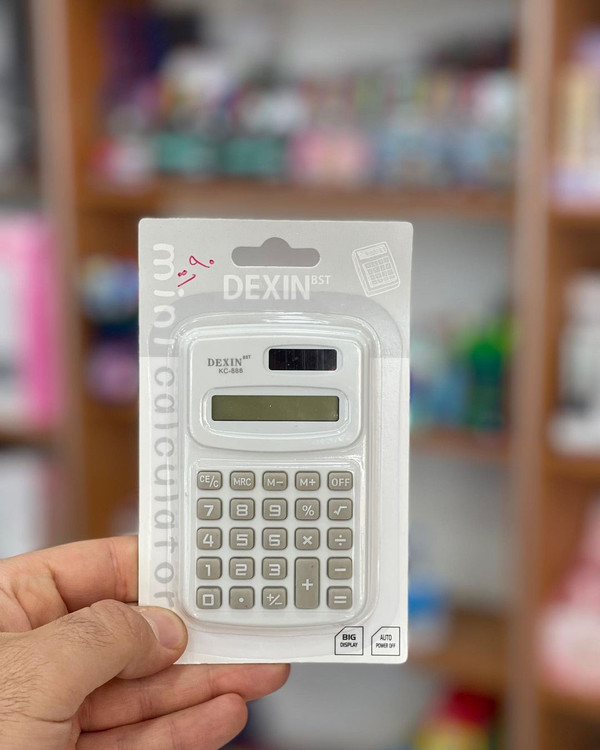 mini calculator
DEXIN BST
DEXIN BST
KC-888
CE/C MRC M- M+ OFF
7 8 9 % √
4 5 6 × ÷
1 2 3 + −
0 • +/− =
BIG
DISPLAY
AUTO
POWER OFF